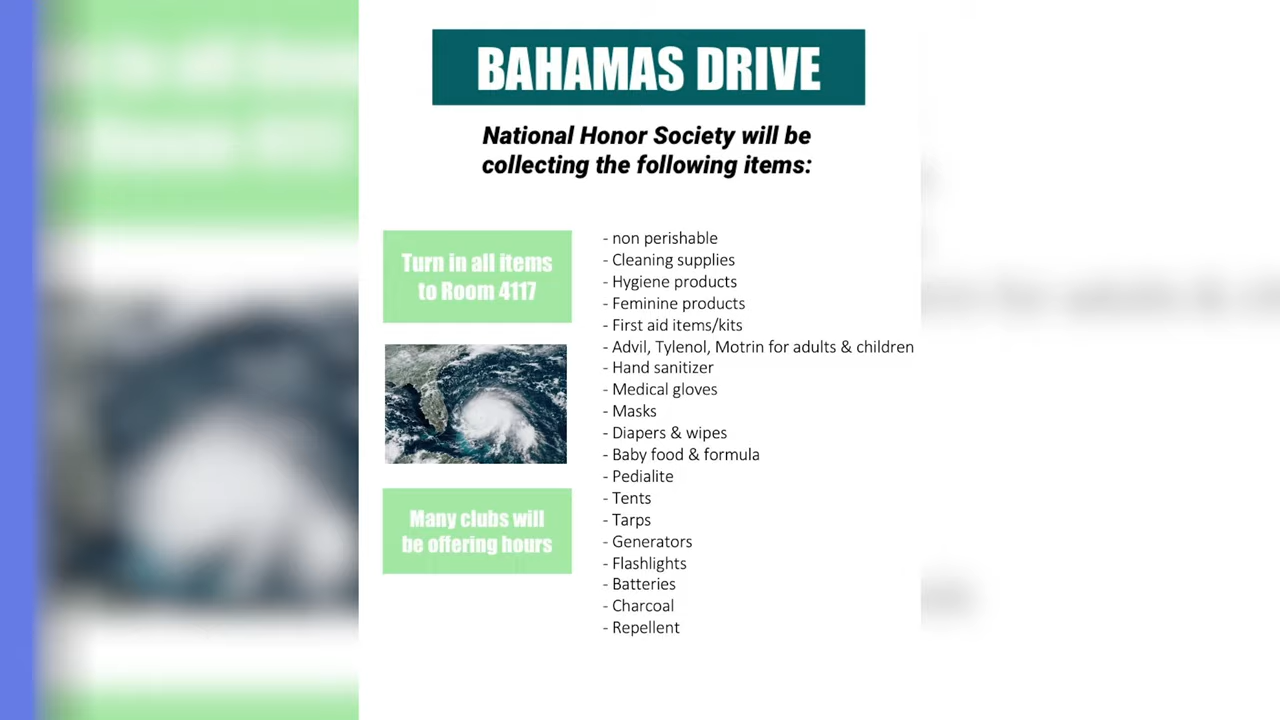 BAHAMAS DRIVE
National Honor Society will be
collecting the following items:
Turn in all items
to Room 4117
Many clubs will
be offering hours
- non perishable
- Cleaning supplies
- Hygiene products
- Feminine products
- First aid items/kits
- Advil, Tylenol, Motrin for adults & children
- Hand sanitizer
- Medical gloves
- Masks
- Diapers & wipes
- Baby food & formula
- Pedialite
- Tents
- Tarps
- Generators
- Flashlights
- Batteries
- Charcoal
- Repellent